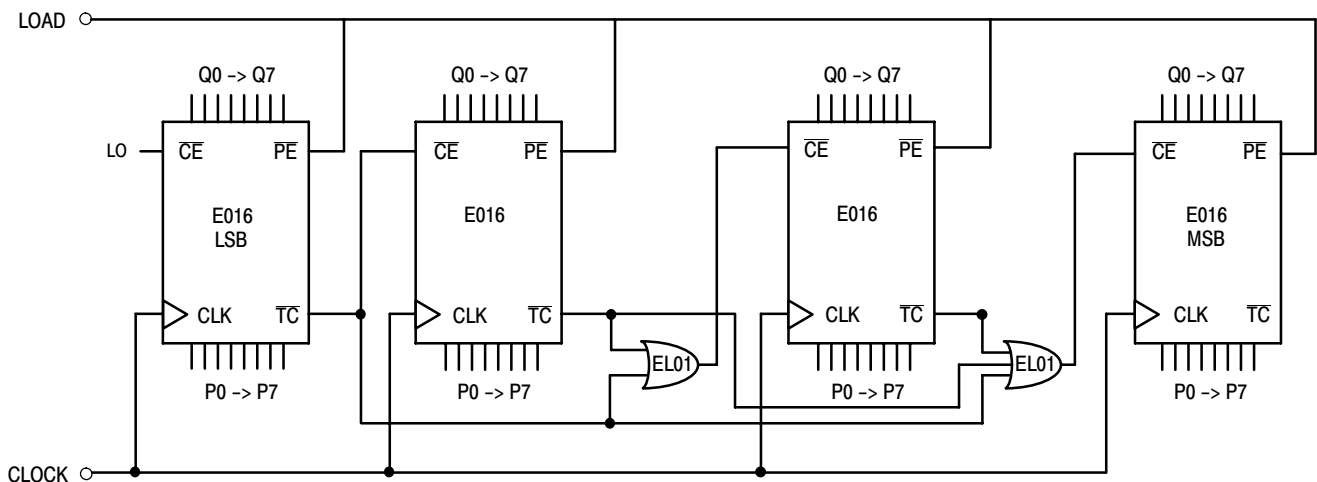 LOAD
Q0 -> Q7
Q0 -> Q7
Q0 -> Q7
Q0 -> Q7
LO
CE PE
CE PE
CE PE
CE PE
E016
LSB
E016
E016
E016
MSB
CLK TC
CLK TC
CLK TC
CLK TC
EL01
EL01
P0 -> P7
P0 -> P7
P0 -> P7
P0 -> P7
CLOCK